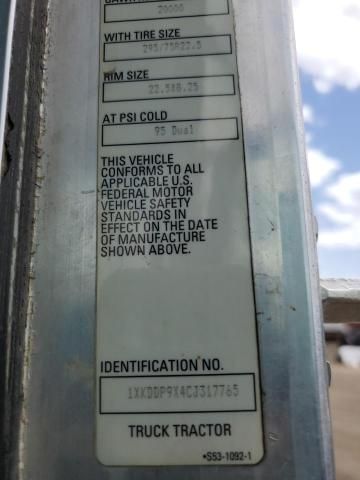 20000
WITH TIRE SIZE
295/75R22.5
RIM SIZE
22.5X8.25
AT PSI COLD
95 Dual
THIS VEHICLE
CONFORMS TO ALL
APPLICABLE U.S.
FEDERAL MOTOR
VEHICLE SAFETY
STANDARDS IN
EFFECT ON THE DATE
OF MANUFACTURE
SHOWN ABOVE.
IDENTIFICATION NO.
1XKDDP9X4CJ317765
TRUCK TRACTOR
•S53-1092-1